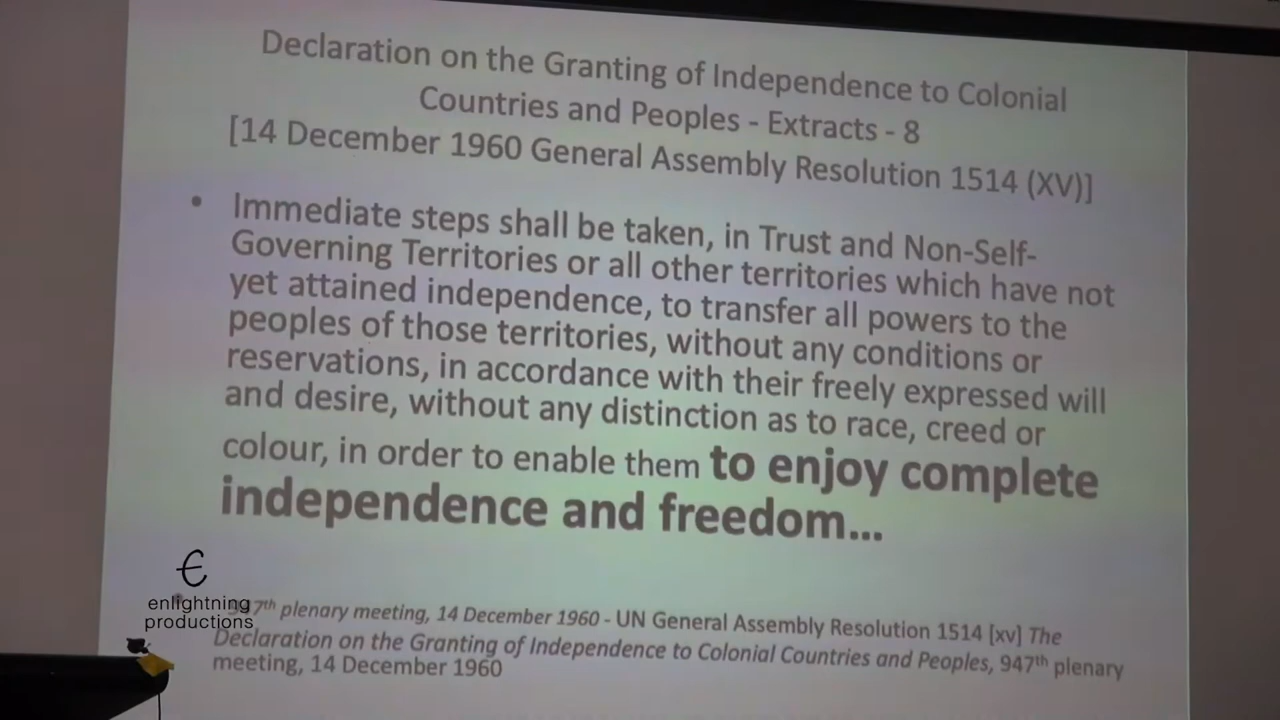 Declaration on the Granting of Independence to Colonial
Countries and Peoples - Extracts - 8
[14 December 1960 General Assembly Resolution 1514 (XV)]
• Immediate steps shall be taken, in Trust and Non-Self-
Governing Territories or all other territories which have not
yet attained independence, to transfer all powers to the
peoples of those territories, without any conditions or
reservations, in accordance with their freely expressed will
and desire, without any distinction as to race, creed or
colour, in order to enable them to enjoy complete
independence and freedom...
€
enlightning
productions
947th plenary meeting, 14 December 1960 - UN General Assembly Resolution 1514 [xv] The
Declaration on the Granting of Independence to Colonial Countries and Peoples, 947th plenary
meeting, 14 December 1960